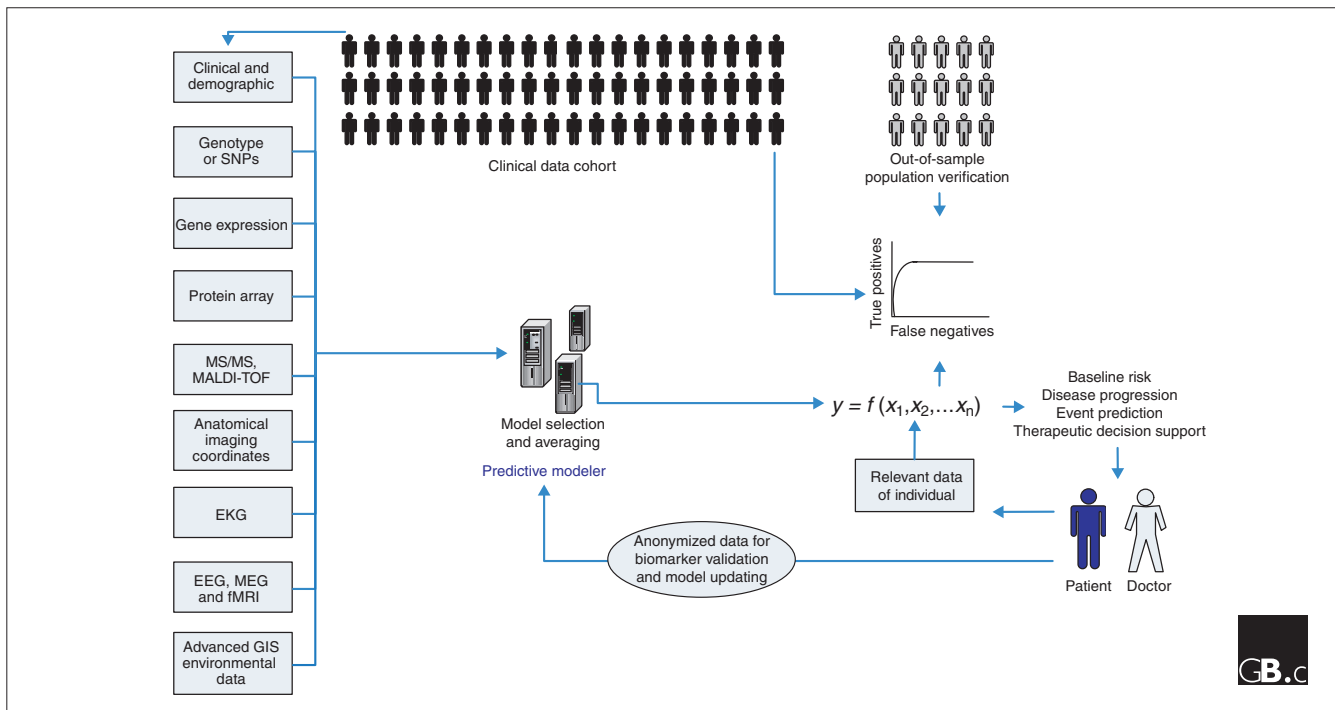 Clinical and
demographic
Genotype
or SNPs
Gene expression
Protein array
MS/MS,
MALDI-TOF
Anatomical
imaging
coordinates
EKG
EEG, MEG
and fMRI
Advanced GIS
environmental
data
Clinical data cohort
Out-of-sample
population verification
True positives
False negatives
Model selection
and averaging
Predictive modeler
y = f (x1,x2,...xn)
Baseline risk
Disease progression
Event prediction
Therapeutic decision support
Relevant data
of individual
Anonymized data for
biomarker validation
and model updating
Patient
Doctor
GB.c